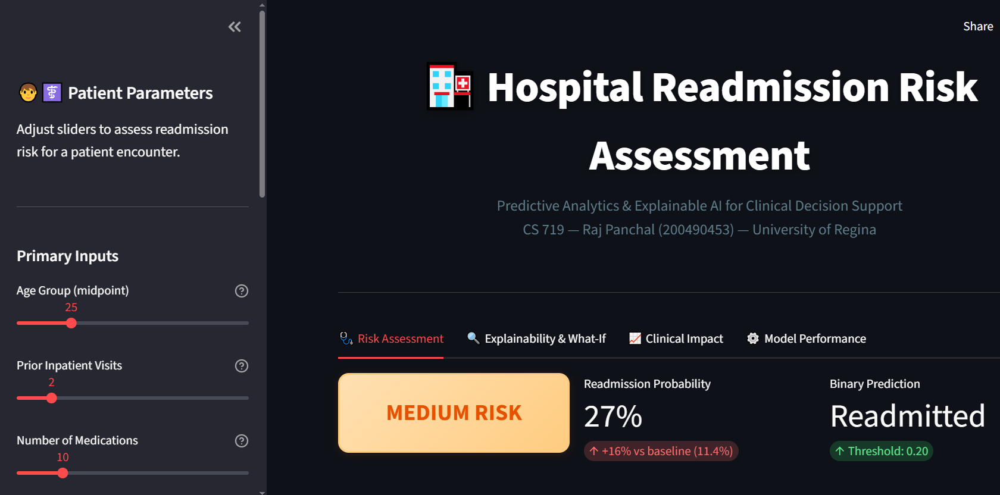 Share
Patient Parameters
Adjust sliders to assess readmission
risk for a patient encounter.
Primary Inputs
Age Group (midpoint)
25
Prior Inpatient Visits
2
Number of Medications
10
Hospital Readmission Risk
Assessment
Predictive Analytics & Explainable AI for Clinical Decision Support
CS 719 — Raj Panchal (200490453) — University of Regina
Risk Assessment
Explainability & What-If
Clinical Impact
Model Performance
MEDIUM RISK
Readmission Probability
27%
↑ +16% vs baseline (11.4%)
Binary Prediction
Readmitted
↑ Threshold: 0.20